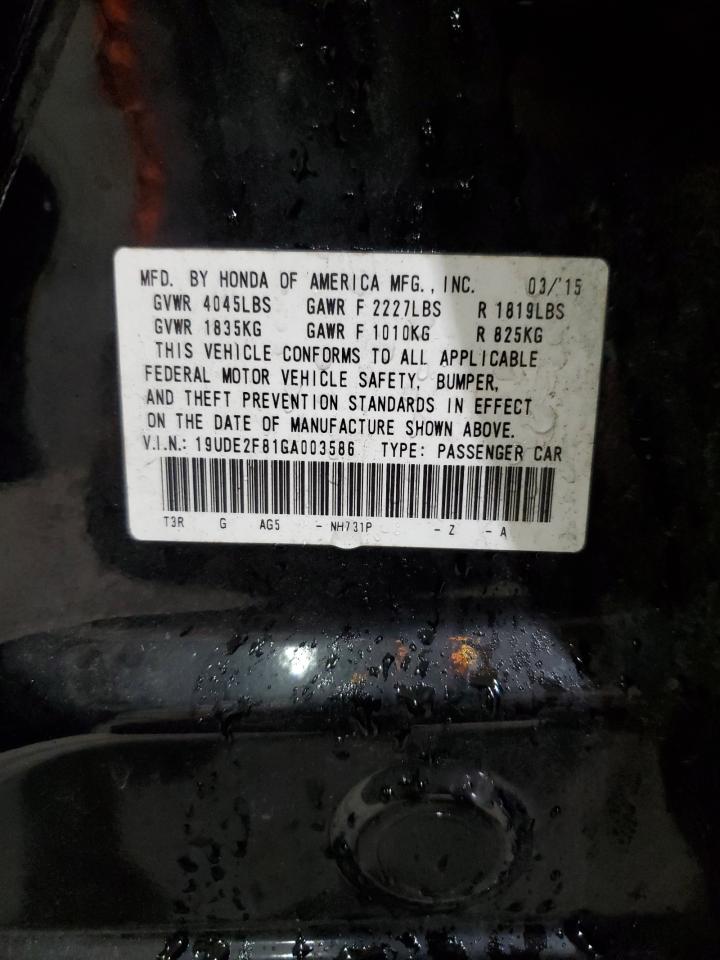 MFD. BY HONDA OF AMERICA MFG., INC. 03/'15
GVWR 4045LBS GAWR F 2227LBS R 1819LBS
GVWR 1835KG GAWR F 1010KG R 825KG
THIS VEHICLE CONFORMS TO ALL APPLICABLE
FEDERAL MOTOR VEHICLE SAFETY, BUMPER,
AND THEFT PREVENTION STANDARDS IN EFFECT
ON THE DATE OF MANUFACTURE SHOWN ABOVE.
V.I.N.: 19UDE2F81GA003586 TYPE: PASSENGER CAR
T3R G AG5 - NH731P - Z - A